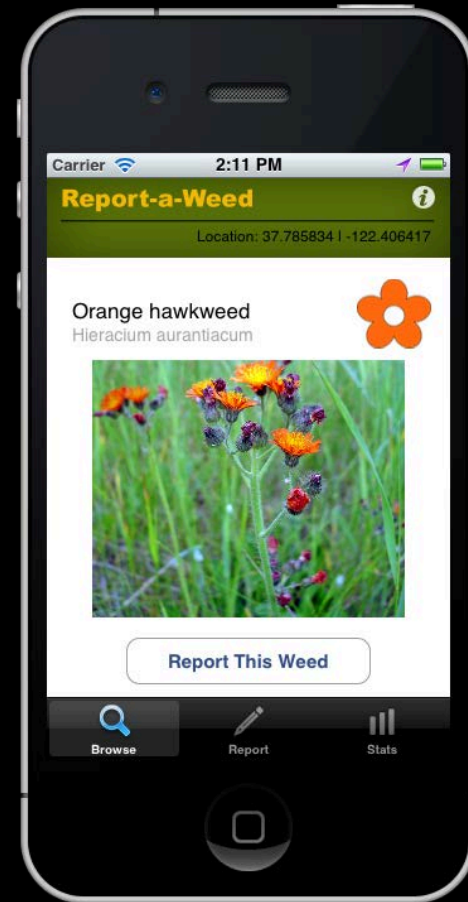 Carrier 2:11 PM
Report-a-Weed i
Location: 37.785834 | -122.406417
Orange hawkweed
Hieracium aurantiacum
Report This Weed
Browse Report Stats